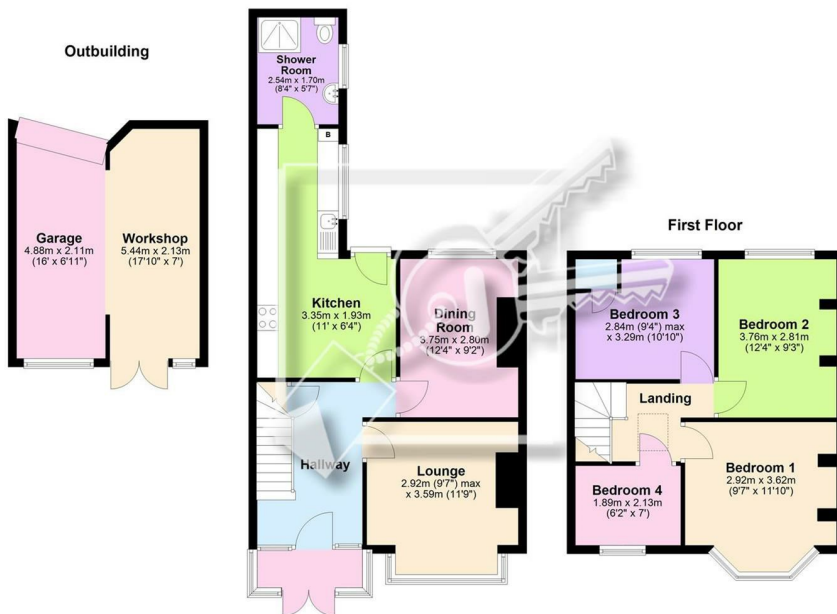 Outbuilding
Garage
4.88m x 2.11m
(16' x 6'11")
Workshop
5.44m x 2.13m
(17'10" x 7')
Shower
Room
2.54m x 1.70m
(8'4" x 5'7")
B
Kitchen
3.35m x 1.93m
(11' x 6'4")
Dining
Room
3.75m x 2.80m
(12'4" x 9'2")
Hallway
Lounge
2.92m (9'7") max
x 3.59m (11'9")
First Floor
Bedroom 3
2.84m (9'4") max
x 3.29m (10'10")
Bedroom 2
3.76m x 2.81m
(12'4" x 9'3")
Landing
Bedroom 4
1.89m x 2.13m
(6'2" x 7')
Bedroom 1
2.92m x 3.62m
(9'7" x 11'10")